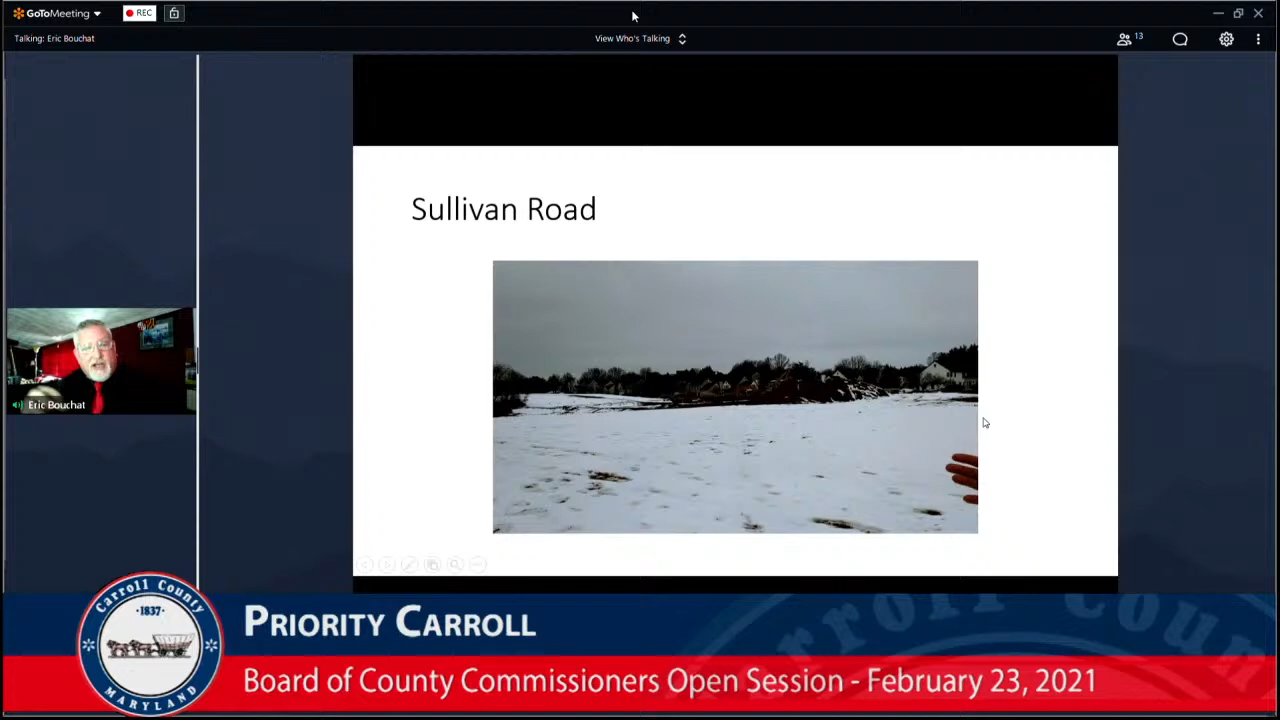 GoToMeeting
REC
Talking: Eric Bouchat
View Who's Talking
13
Sullivan Road
Eric Bouchat
Carroll County
·1837·
MARYLAND
PRIORITY CARROLL
Board of County Commissioners Open Session - February 23, 2021